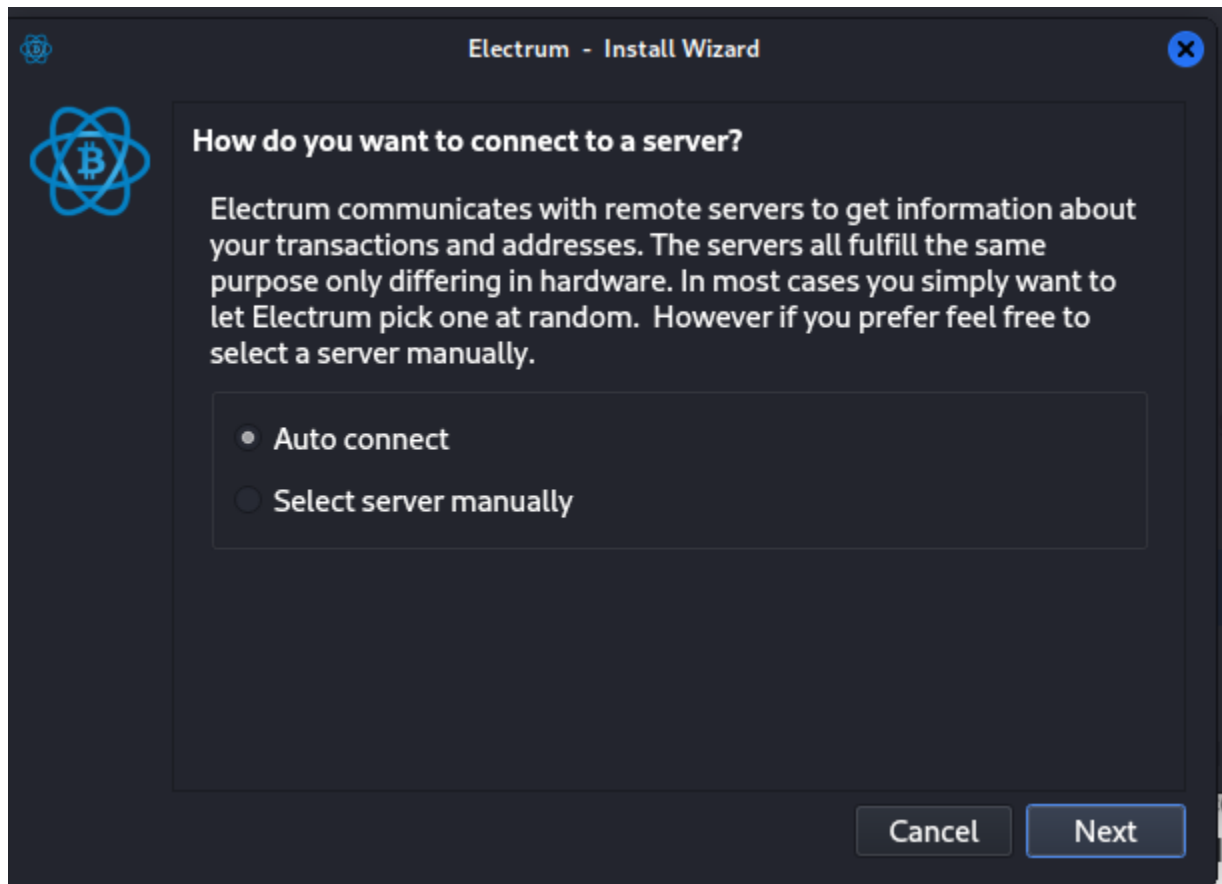 Electrum - Install Wizard
How do you want to connect to a server?
Electrum communicates with remote servers to get information about
your transactions and addresses. The servers all fulfill the same
purpose only differing in hardware. In most cases you simply want to
let Electrum pick one at random.  However if you prefer feel free to
select a server manually.
Auto connect
Select server manually
Cancel
Next